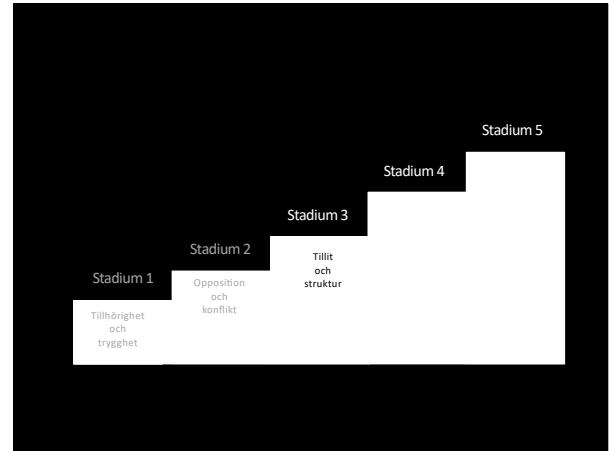 Stadium 1
Tillhörighet
och
trygghet
Stadium 2
Opposition
och
konflikt
Stadium 3
Tillit
och
struktur
Stadium 4
Stadium 5